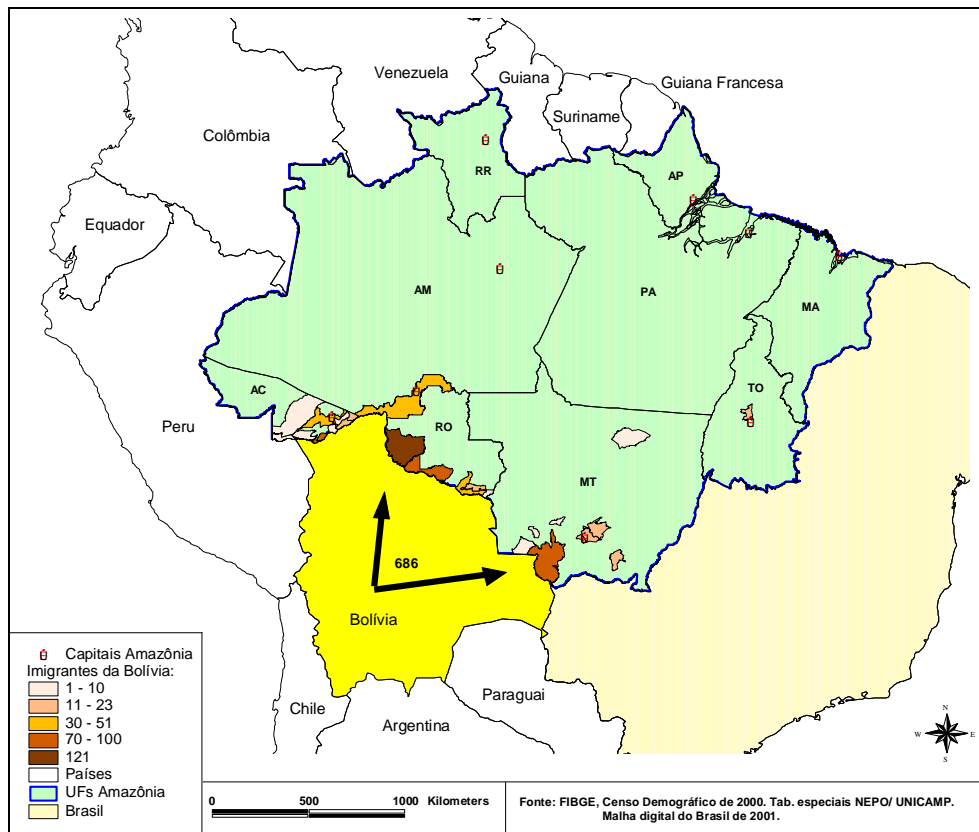 Venezuela
Guiana
Guiana Francesa
Suriname
Colômbia
RR
AP
Equador
AM
PA
MA
AC
TO
Peru
RO
MT
686
Bolívia
Capitais Amazônia
Imigrantes da Bolívia:
1 - 10
11 - 23
30 - 51
70 - 100
121
Países
UFs Amazônia
Brasil
Chile
Argentina
Paraguai
N
W
E
S
0 500 1000 Kilometers
Fonte: FIBGE, Censo Demográfico de 2000. Tab. especiais NEPO/ UNICAMP.
Malha digital do Brasil de 2001.